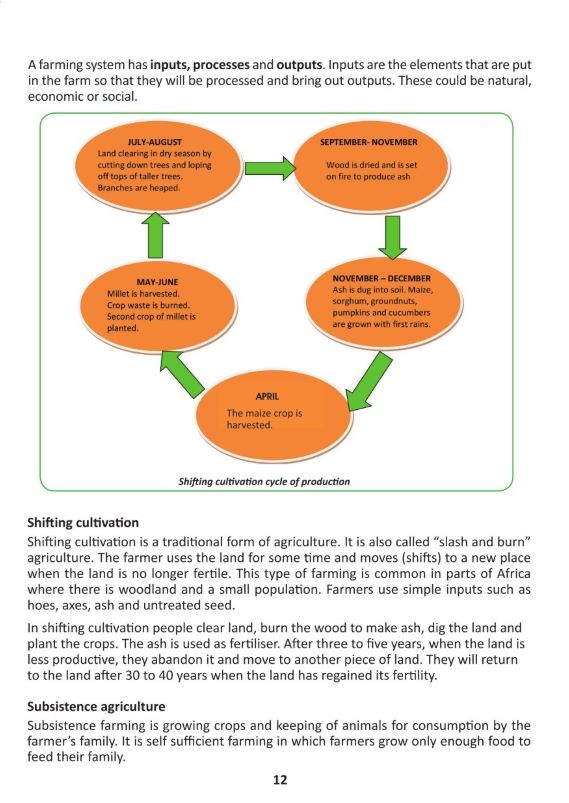 A farming system has inputs, processes and outputs. Inputs are the elements that are put
in the farm so that they will be processed and bring out outputs. These could be natural,
economic or social.
JULY-AUGUST
Land clearing in dry season by
cutting down trees and loping
off tops of taller trees.
Branches are heaped.
SEPTEMBER- NOVEMBER
Wood is dried and is set
on fire to produce ash
NOVEMBER – DECEMBER
Ash is dug into soil. Maize,
sorghum, groundnuts,
pumpkins and cucumbers
are grown with first rains.
APRIL
The maize crop is
harvested.
MAY-JUNE
Millet is harvested.
Crop waste is burned.
Second crop of millet is
planted.
Shifting cultivation cycle of production
Shifting cultivation
Shifting cultivation is a traditional form of agriculture. It is also called “slash and burn”
agriculture. The farmer uses the land for some time and moves (shifts) to a new place
when the land is no longer fertile. This type of farming is common in parts of Africa
where there is woodland and a small population. Farmers use simple inputs such as
hoes, axes, ash and untreated seed.
In shifting cultivation people clear land, burn the wood to make ash, dig the land and
plant the crops. The ash is used as fertiliser. After three to five years, when the land is
less productive, they abandon it and move to another piece of land. They will return
to the land after 30 to 40 years when the land has regained its fertility.
Subsistence agriculture
Subsistence farming is growing crops and keeping of animals for consumption by the
farmer’s family. It is self sufficient farming in which farmers grow only enough food to
feed their family.
12